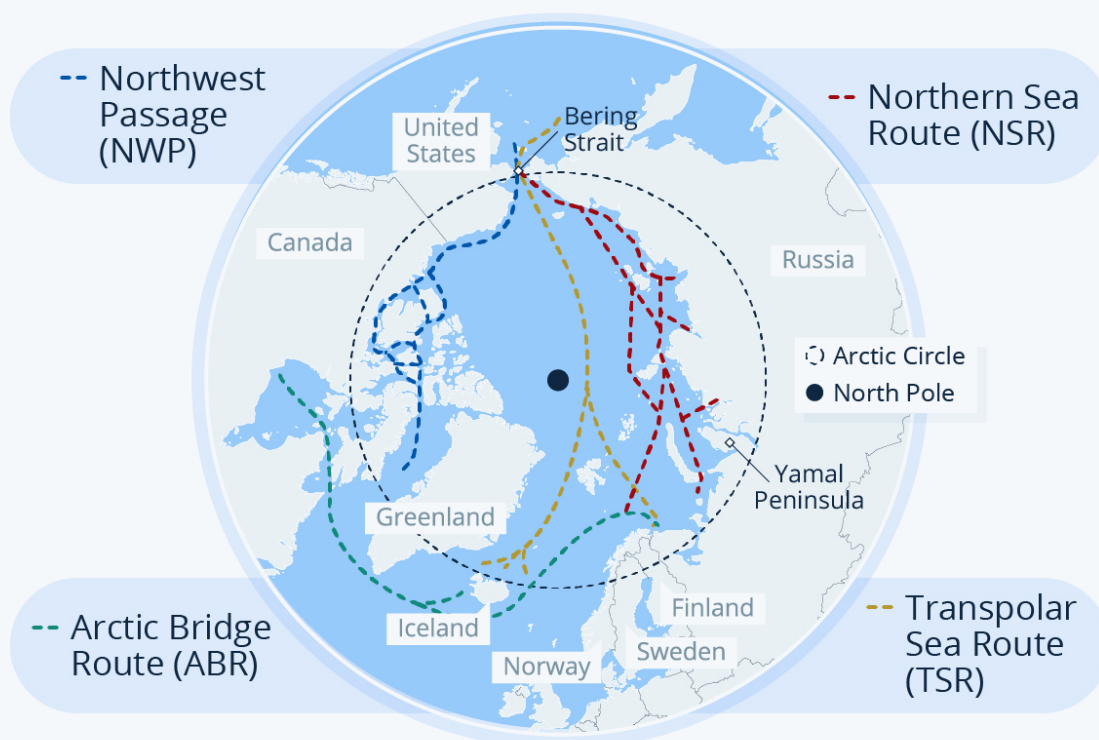 Northwest
Passage
(NWP)
Northern Sea
Route (NSR)
Bering
Strait
United
States
Canada
Russia
Arctic Circle
North Pole
Yamal
Peninsula
Greenland
Iceland
Norway
Sweden
Finland
Arctic Bridge
Route (ABR)
Transpolar
Sea Route
(TSR)